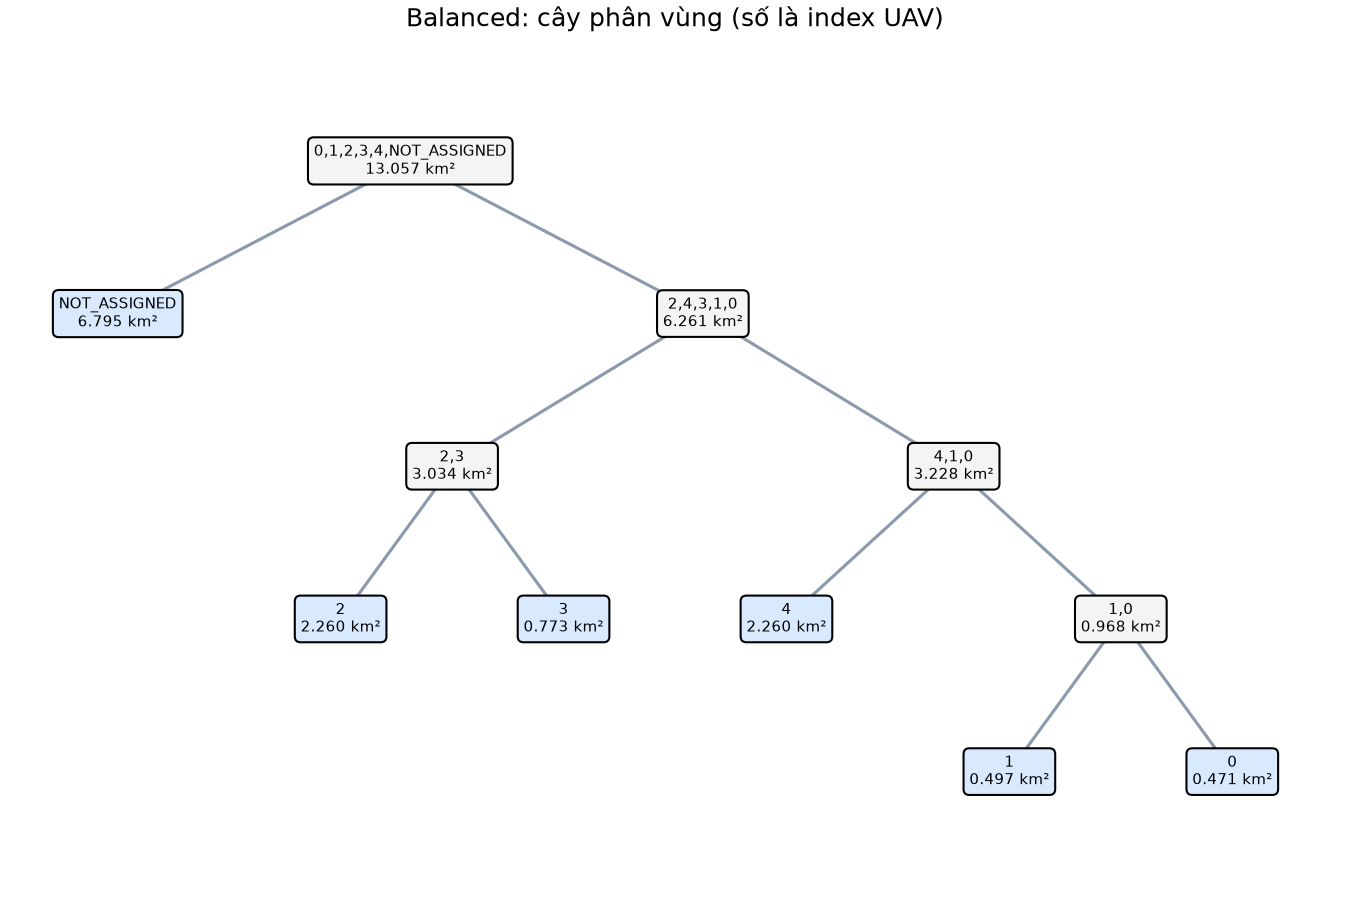 Balanced: cây phân vùng (số là index UAV)
0,1,2,3,4,NOT_ASSIGNED
13.057 km²
NOT_ASSIGNED
6.795 km²
2,4,3,1,0
6.261 km²
2,3
3.034 km²
4,1,0
3.228 km²
2
2.260 km²
3
0.773 km²
4
2.260 km²
1,0
0.968 km²
1
0.497 km²
0
0.471 km²